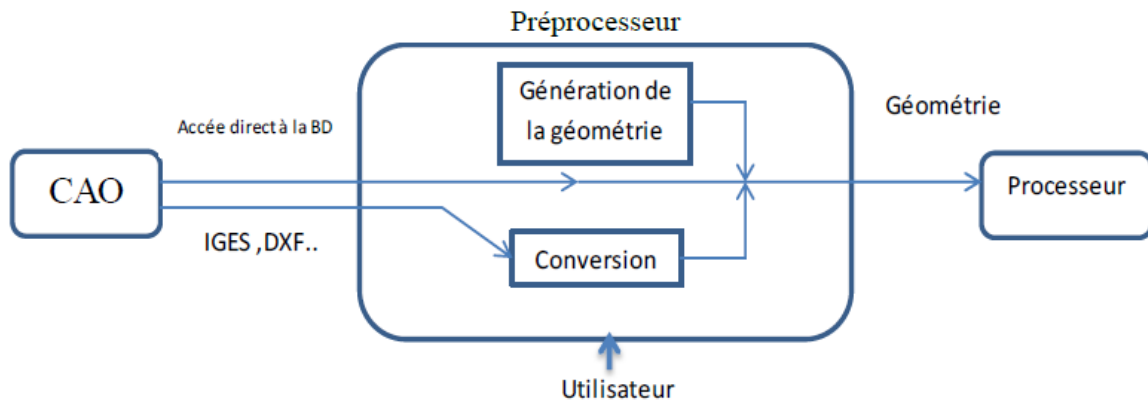 Préprocesseur
Génération de
la géométrie
Géométrie
Accée direct à la BD
CAO
Processeur
IGES ,DXF..
Conversion
Utilisateur